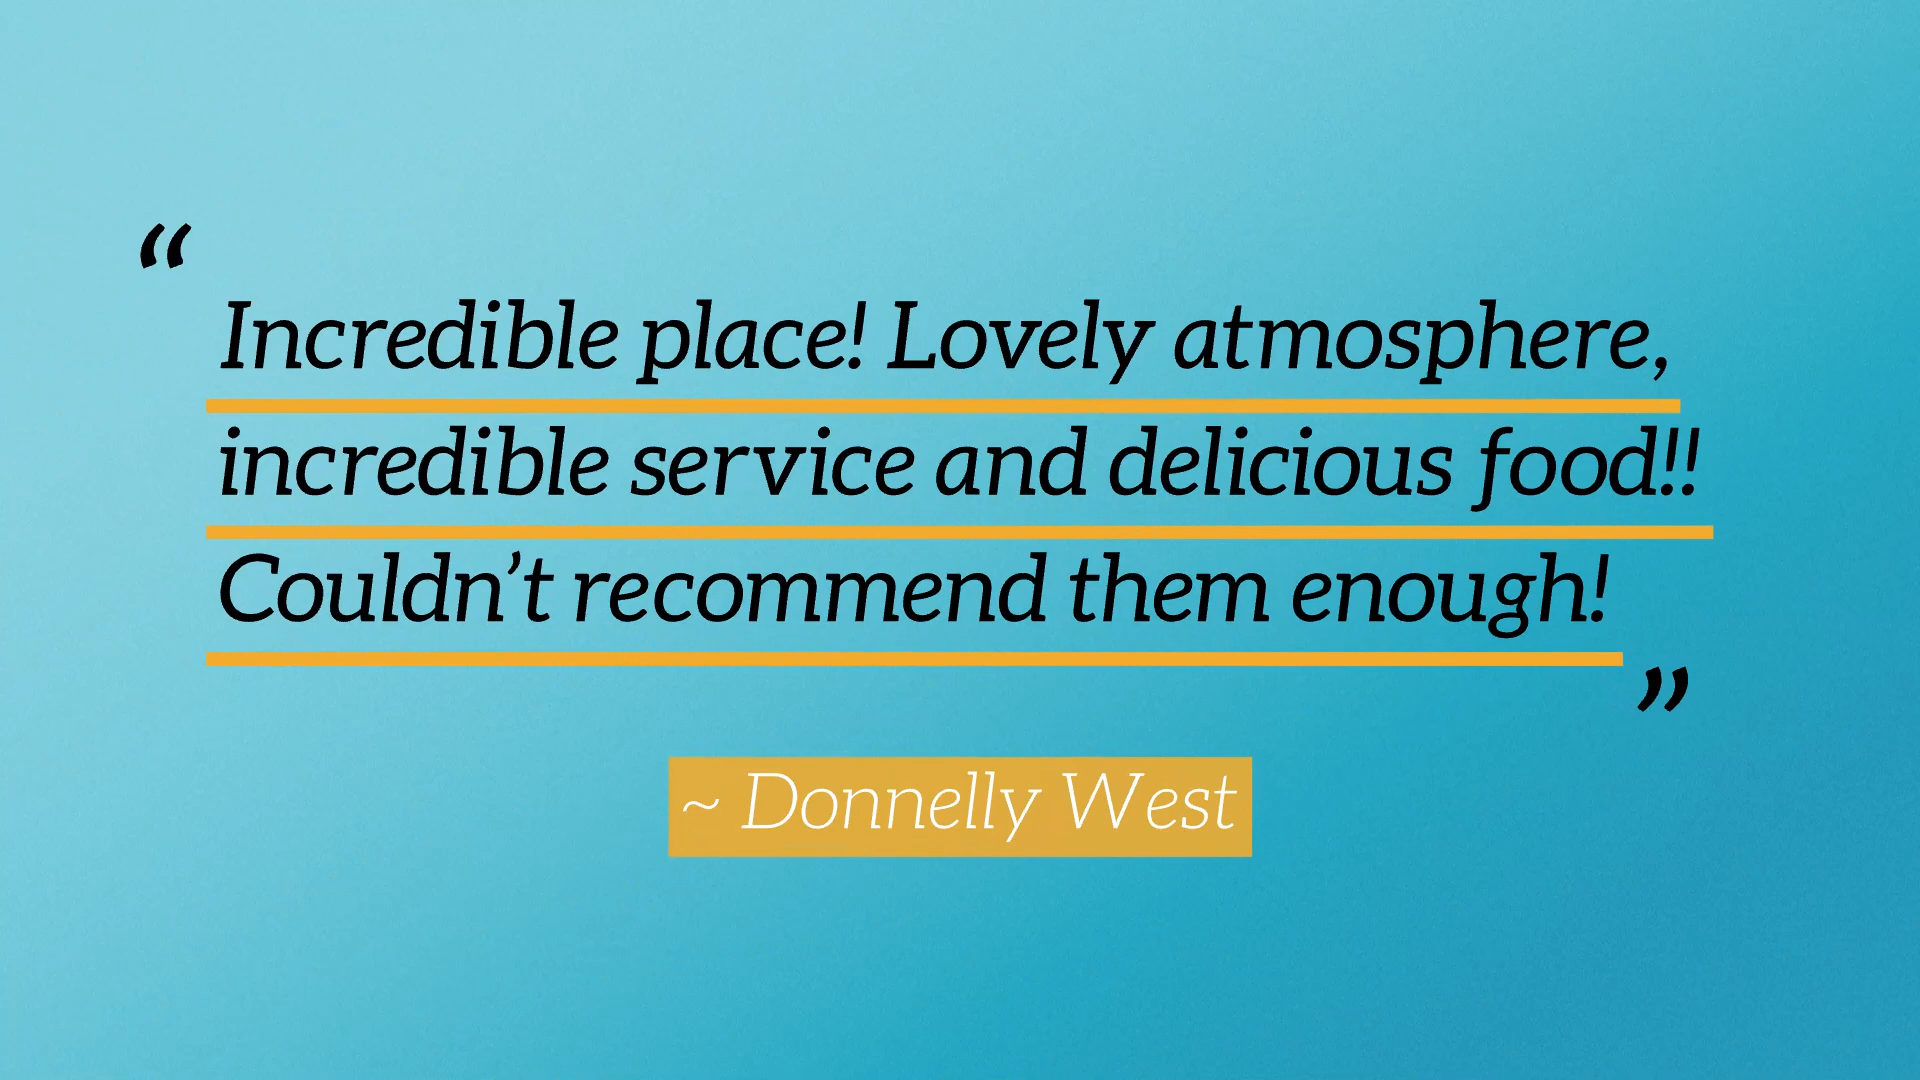 “
Incredible place! Lovely atmosphere,
incredible service and delicious food!!
Couldn’t recommend them enough!
”
~ Donnelly West